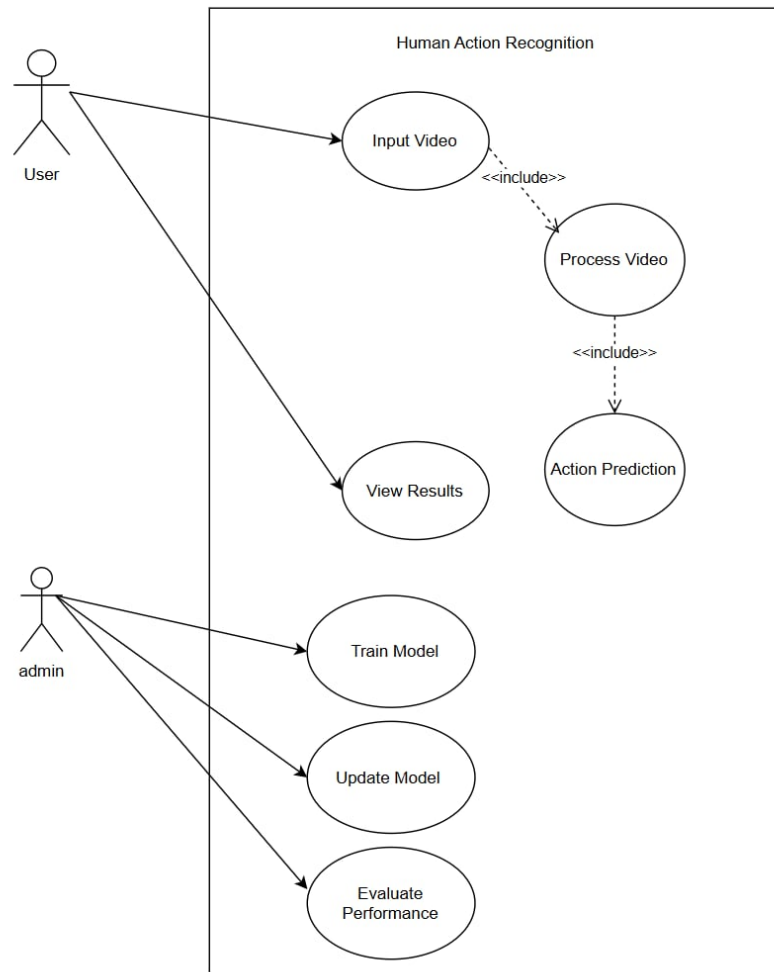 Human Action Recognition
User
Input Video
<<include>>
Process Video
<<include>>
Action Prediction
View Results
admin
Train Model
Update Model
Evaluate
Performance